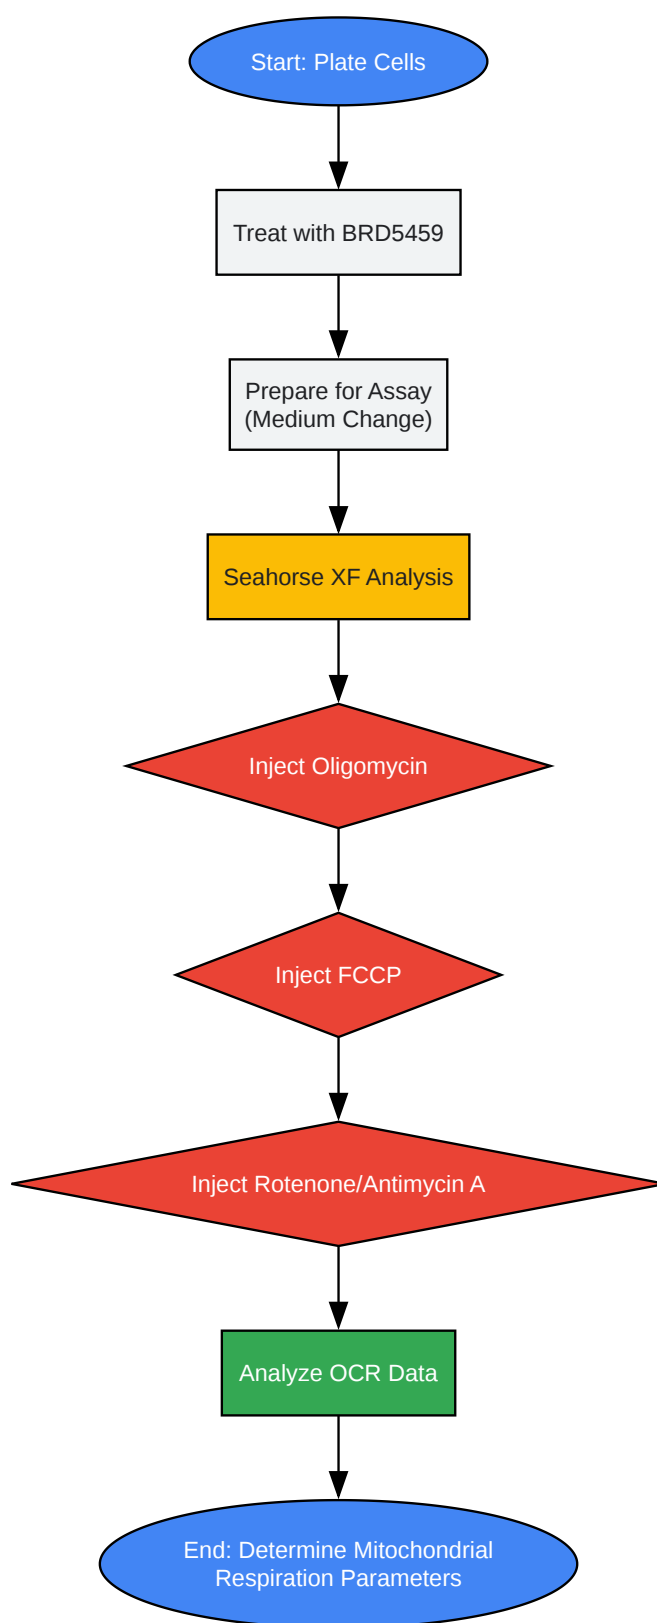 Start: Plate Cells
Treat with BRD5459
Prepare for Assay
(Medium Change)
Seahorse XF Analysis
Inject Oligomycin
Inject FCCP
Inject Rotenone/Antimycin A
Analyze OCR Data
End: Determine Mitochondrial
Respiration Parameters